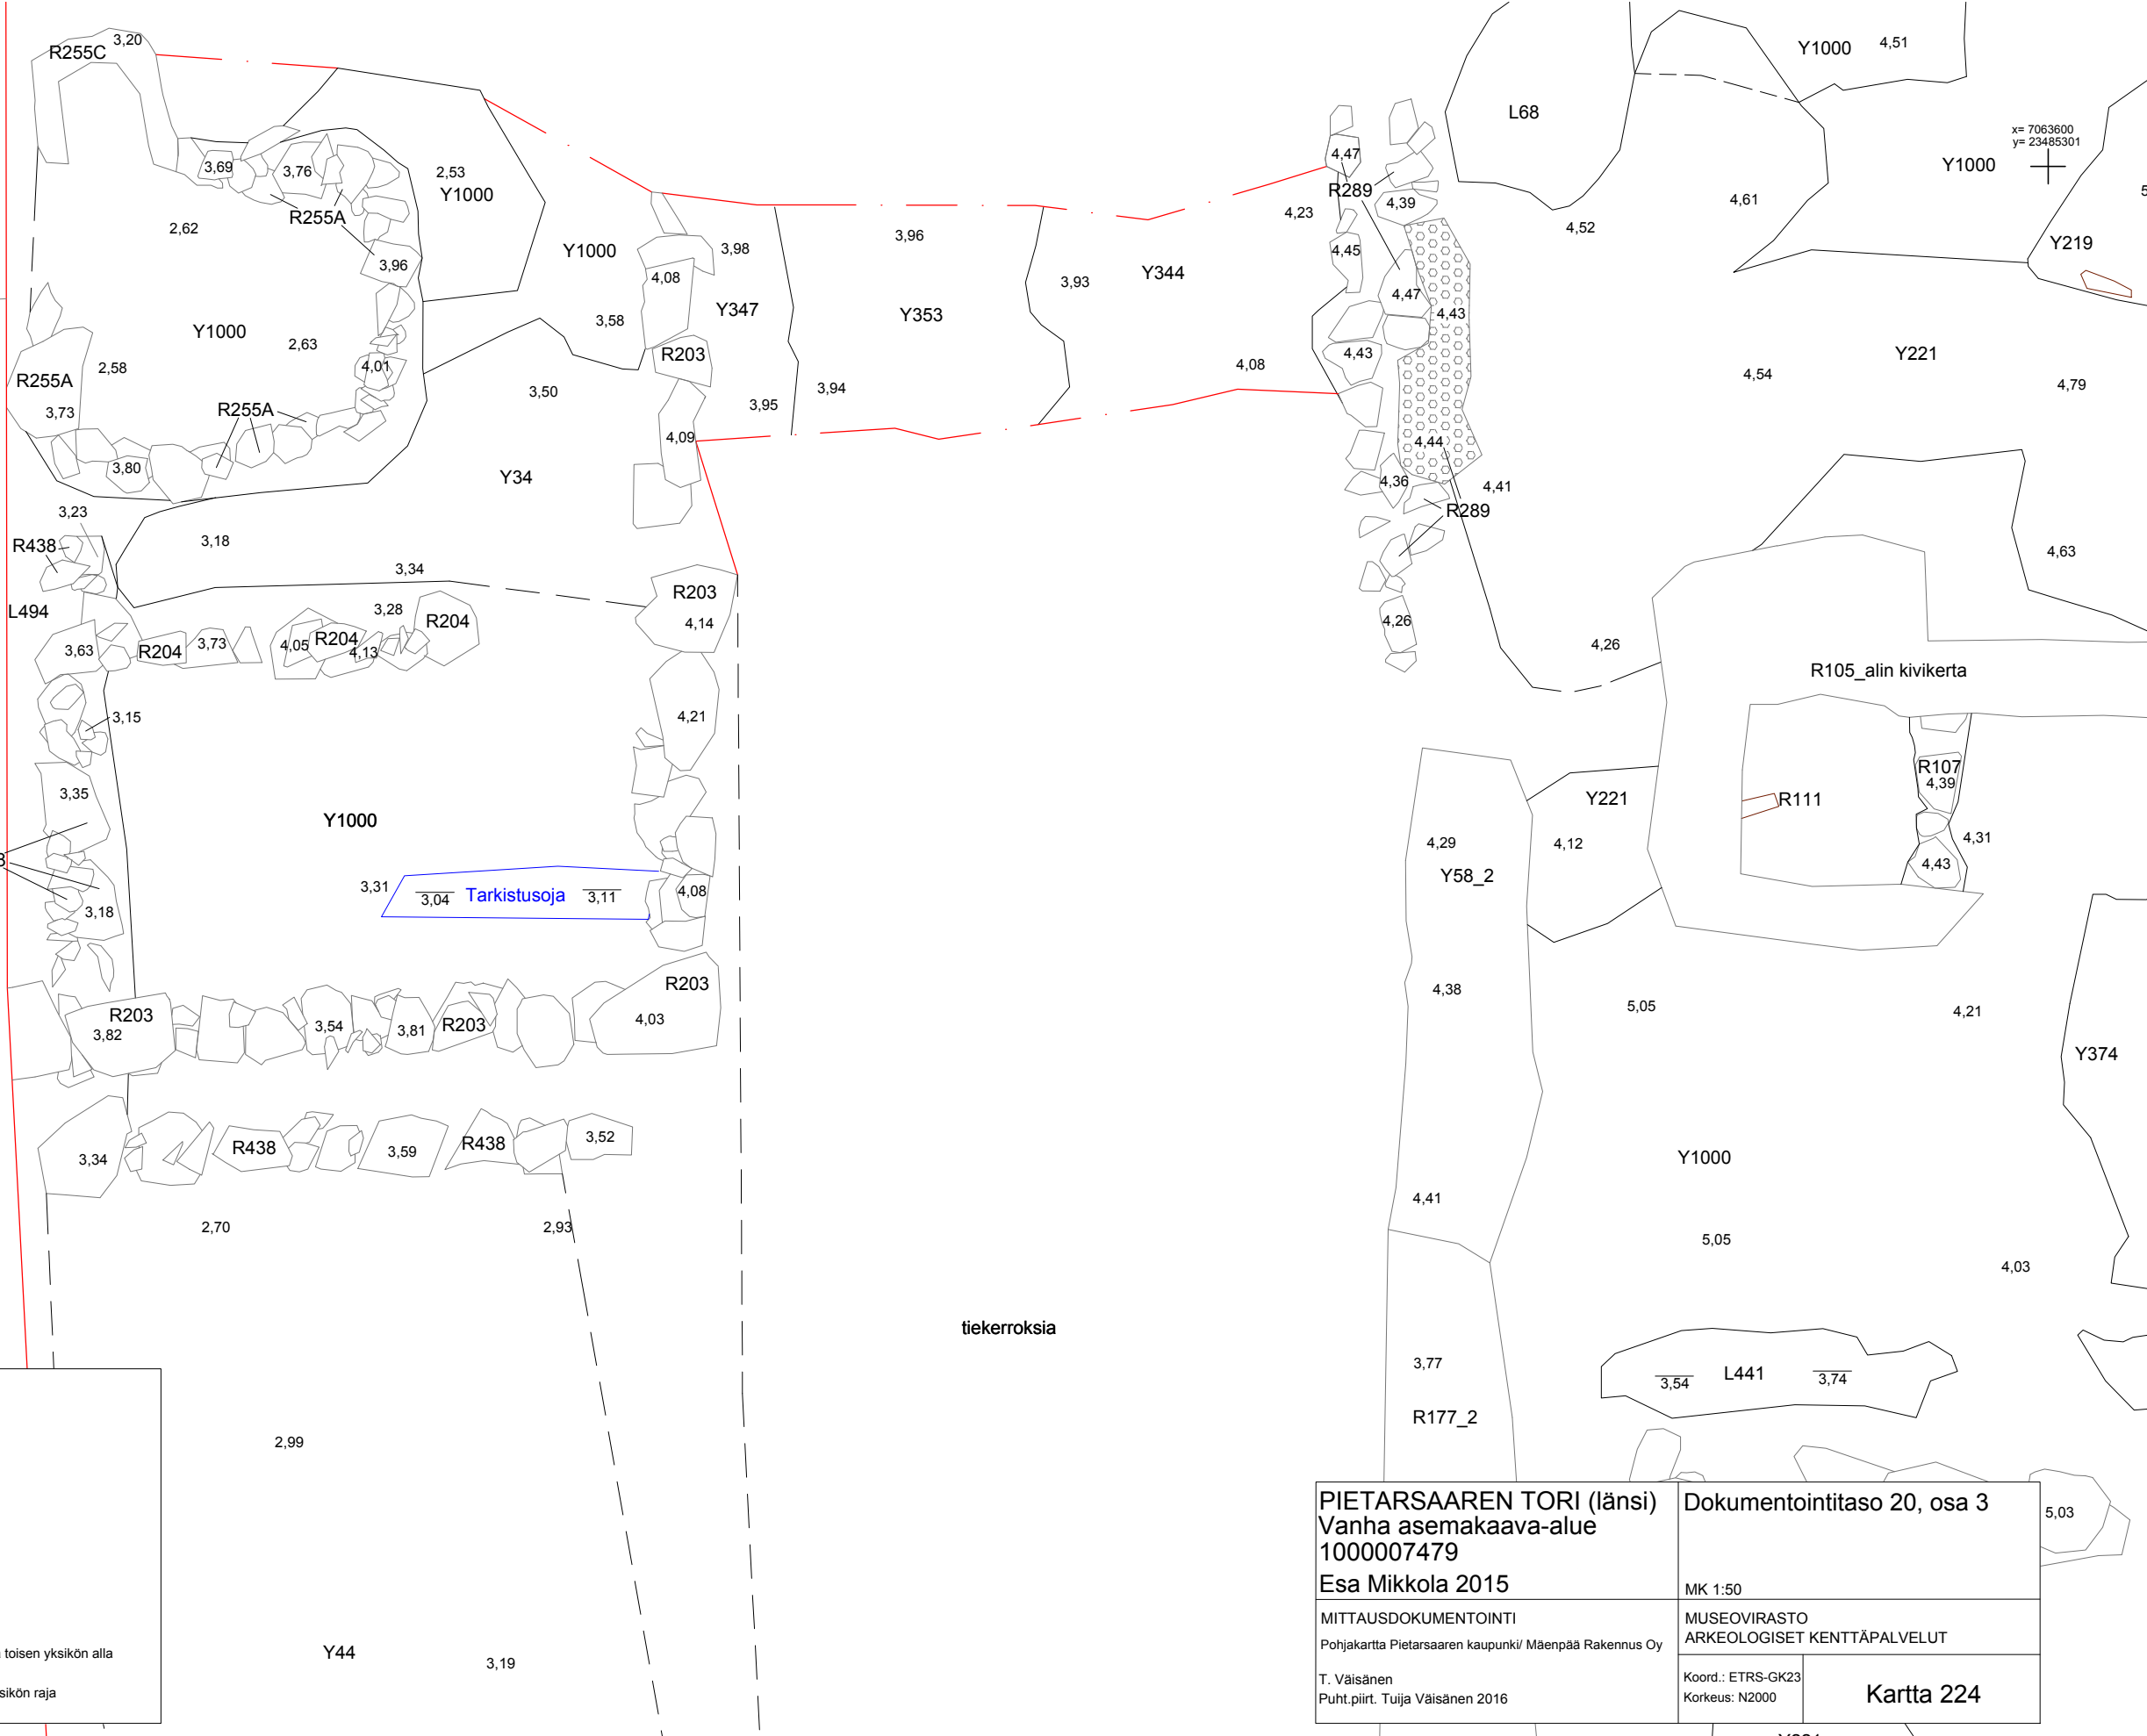 R255C
3,20
Y1000
4,51
L68
x= 7063600
y= 23485301
Y1000
3,69
3,76
2,53
Y1000
4,47
R289
4,39
4,61
R255A
2,62
4,23
4,52
3,96
Y1000
3,98
3,96
4,45
Y219
3,96
4,08
3,93
Y344
4,47
Y347
Y353
3,58
4,43
Y1000
2,63
R203
4,43
Y221
2,58
4,01
R255A
3,50
3,94
4,08
4,54
4,79
3,73
R255A
3,95
4,09
4,44
3,80
Y34
4,36
4,41
3,23
R289
R438
3,18
4,63
3,34
L494
3,28
R204
R203
4,14
4,26
3,63
R204
3,73
4,05
R204
4,13
4,26
R105_alin kivikerta
3,15
4,21
3,35
R107
4,39
Y1000
Y221
R111
4,29
4,12
4,31
4,43
3,31
3,04
Tarkistusoja
3,11
4,08
Y58_2
3,18
R203
4,38
5,05
4,21
R203
3,82
3,54
3,81
R203
4,03
Y374
R438
3,59
R438
3,52
3,34
Y1000
4,41
2,70
2,93
5,05
4,03
tiekerroksia
3,77
3,54
L441
3,74
R177_2
2,99
PIETARSAAREN TORI (länsi)
Vanha asemakaava-alue
1000007479
Esa Mikkola 2015
Dokumentointitaso 20, osa 3
MK 1:50
5,03
MITTAUSDOKUMENTOINTI
Pohjakartta Pietarsaaren kaupunki/ Mäenpää Rakennus Oy
T. Väisänen
Puht.piirt. Tuija Väisänen 2016
MUSEOVIRASTO
ARKEOLOGISET KENTTÄPALVELUT
Koord.: ETRS-GK23
Korkeus: N2000
Kartta 224
toisen yksikön alla
Y44
3,19
sikön raja